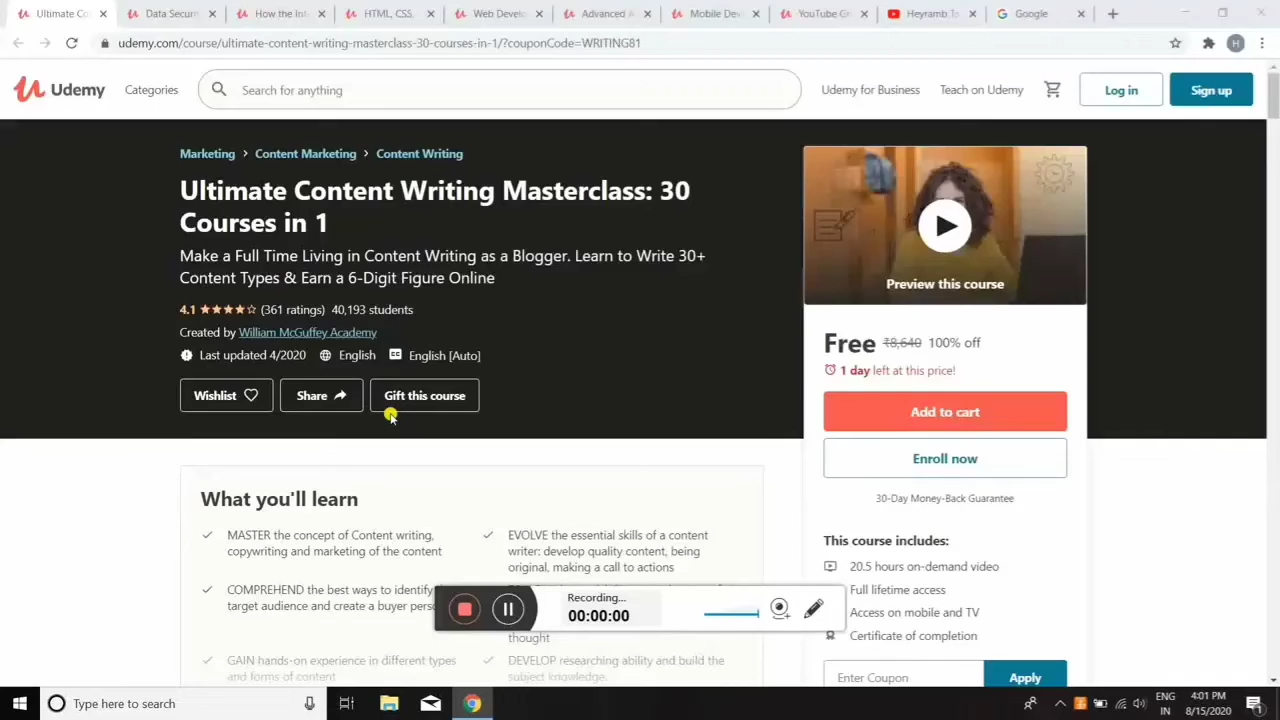 Ultimate Co
Data Securi
How the Int
HTML, CSS,
Web Develo
Advanced A
Mobile Dev
YouTube Gr
Heyramb To
Google
udemy.com/course/ultimate-content-writing-masterclass-30-courses-in-1/?couponCode=WRITING81
H
Udemy
Categories
Search for anything
Udemy for Business
Teach on Udemy
Log in
Sign up
Marketing > Content Marketing > Content Writing
Ultimate Content Writing Masterclass: 30
Courses in 1
Make a Full Time Living in Content Writing as a Blogger. Learn to Write 30+
Content Types & Earn a 6-Digit Figure Online
4.1 (361 ratings) 40,193 students
Created by William McGuffey Academy
Last updated 4/2020 English CC English [Auto]
Wishlist
Share
Gift this course
Preview this course
Free ₹8,640 100% off
1 day left at this price!
Add to cart
Enroll now
30-Day Money-Back Guarantee
This course includes:
20.5 hours on-demand video
Full lifetime access
Access on mobile and TV
Certificate of completion
Enter Coupon
Apply
What you'll learn
MASTER the concept of Content writing,
copywriting and marketing of the content
EVOLVE the essential skills of a content
writer: develop quality content, being
original, making a call to actions
COMPREHEND the best ways to identify
target audience and create a buyer
thought
GAIN hands-on experience in different types
and forms of content
DEVELOP researching ability and build the
subject knowledge.
Recording...
00:00:00
Type here to search
ENG
IN
4:01 PM
8/15/2020
1